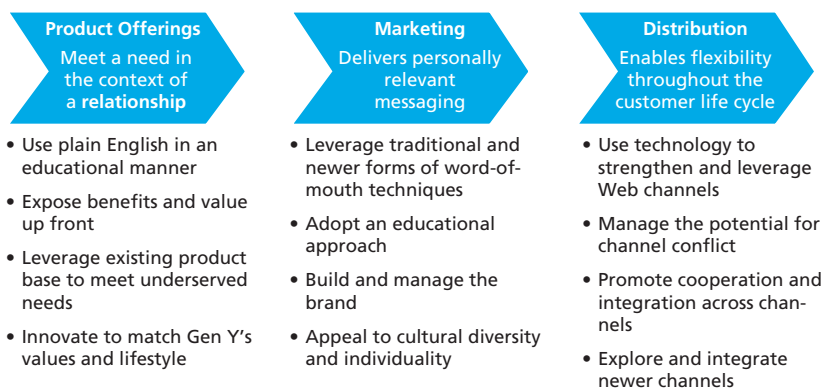 Product Offerings
Meet a need in
the context of
a relationship
• Use plain English in an
educational manner
• Expose benefits and value
up front
• Leverage existing product
base to meet underserved
needs
• Innovate to match Gen Y's
values and lifestyle
Marketing
Delivers personally
relevant
messaging
• Leverage traditional and
newer forms of word-of-
mouth techniques
• Adopt an educational
approach
• Build and manage the
brand
• Appeal to cultural diversity
and individuality
Distribution
Enables flexibility
throughout the
customer life cycle
• Use technology to
strengthen and leverage
Web channels
• Manage the potential for
channel conflict
• Promote cooperation and
integration across chan-
nels
• Explore and integrate
newer channels